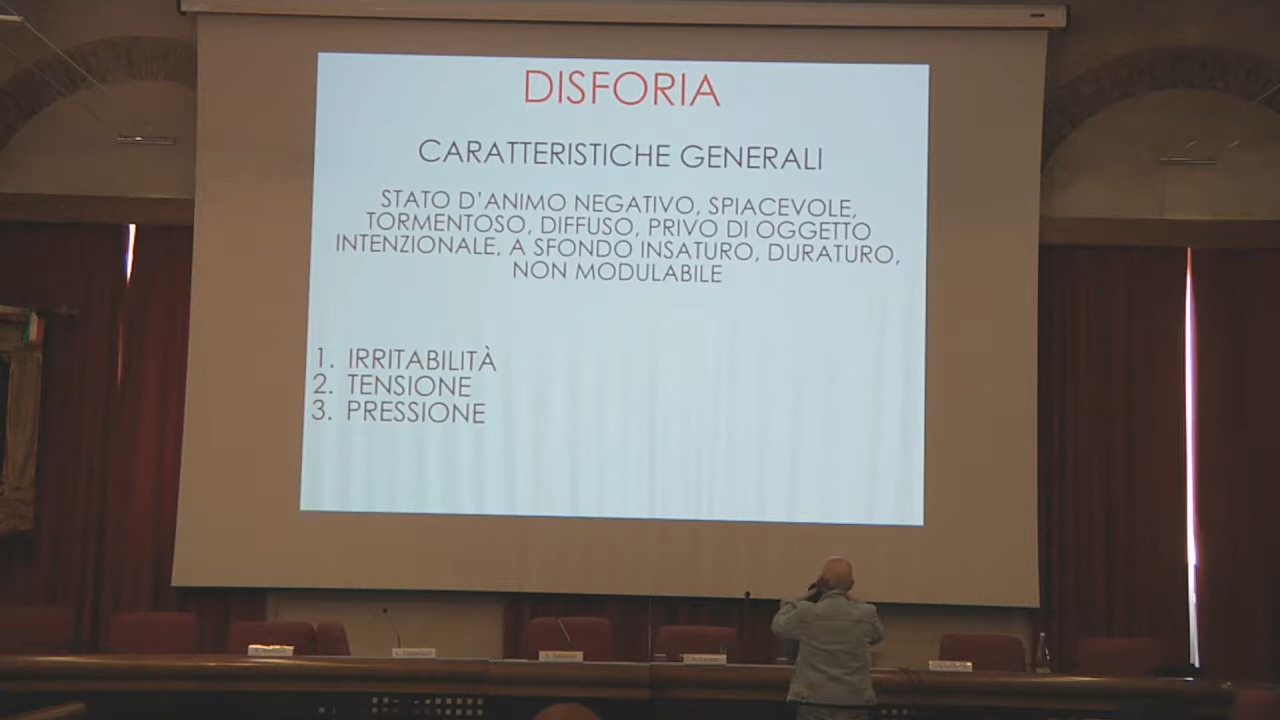 DISFORIA
CARATTERISTICHE GENERALI
STATO D'ANIMO NEGATIVO, SPIACEVOLE,
TORMENTOSO, DIFFUSO, PRIVO DI OGGETTO
INTENZIONALE, A SFONDO INSATURO, DURATURO,
NON MODULABILE
1. IRRITABILITÀ
2. TENSIONE
3. PRESSIONE